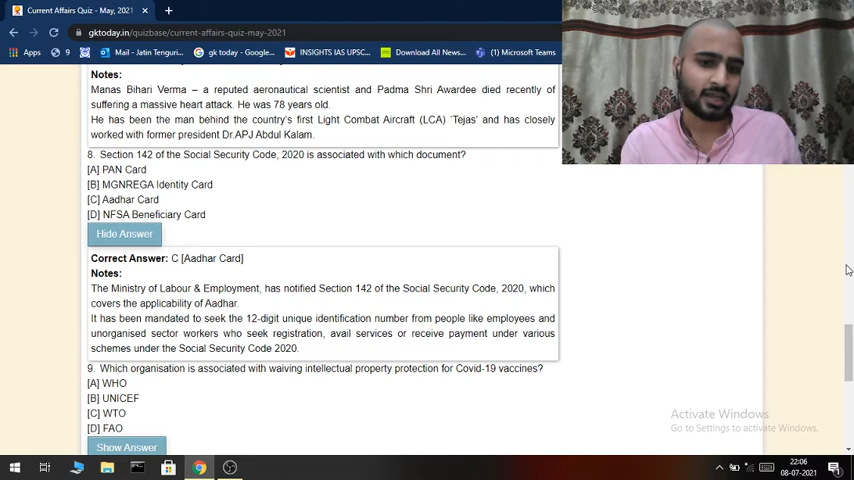 Current Affairs Quiz - May, 2021
gktoday.in/quizbase/current-affairs-quiz-may-2021
Apps 9 Mail - Jatin Tenguri... gk today - Google... INSIGHTS IAS UPSC... Download All News... (1) Microsoft Teams
Notes:
Manas Bihari Verma – a reputed aeronautical scientist and Padma Shri Awardee died recently of
suffering a massive heart attack. He was 78 years old.
He has been the man behind the country's first Light Combat Aircraft (LCA) 'Tejas' and has closely
worked with former president Dr.APJ Abdul Kalam.
8. Section 142 of the Social Security Code, 2020 is associated with which document?
[A] PAN Card
[B] MGNREGA Identity Card
[C] Aadhar Card
[D] NFSA Beneficiary Card
Hide Answer
Correct Answer: C [Aadhar Card]
Notes:
The Ministry of Labour & Employment, has notified Section 142 of the Social Security Code, 2020, which
covers the applicability of Aadhar.
It has been mandated to seek the 12-digit unique identification number from people like employees and
unorganised sector workers who seek registration, avail services or receive payment under various
schemes under the Social Security Code 2020.
9. Which organisation is associated with waiving intellectual property protection for Covid-19 vaccines?
[A] WHO
[B] UNICEF
[C] WTO
[D] FAO
Show Answer
Activate Windows
Go to Settings to activate Windows.
22:06
08-07-2021